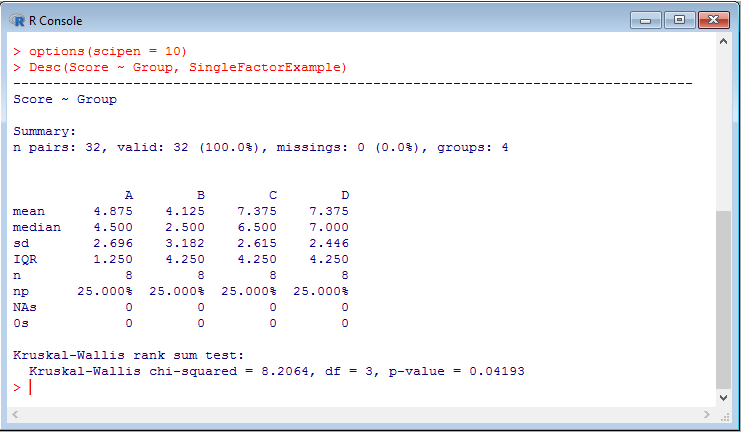 R Console
> options(scipen = 10)
> Desc(Score ~ Group, SingleFactorExample)
-------------------------------------------------------------------------------------
Score ~ Group
Summary:
n pairs: 32, valid: 32 (100.0%), missings: 0 (0.0%), groups: 4
A B C D
mean 4.875 4.125 7.375 7.375
median 4.500 2.500 6.500 7.000
sd 2.696 3.182 2.615 2.446
IQR 1.250 4.250 4.250 4.250
n 8 8 8 8
np 25.000% 25.000% 25.000% 25.000%
NAs 0 0 0 0
0s 0 0 0 0
Kruskal-Wallis rank sum test:
Kruskal-Wallis chi-squared = 8.2064, df = 3, p-value = 0.04193
>